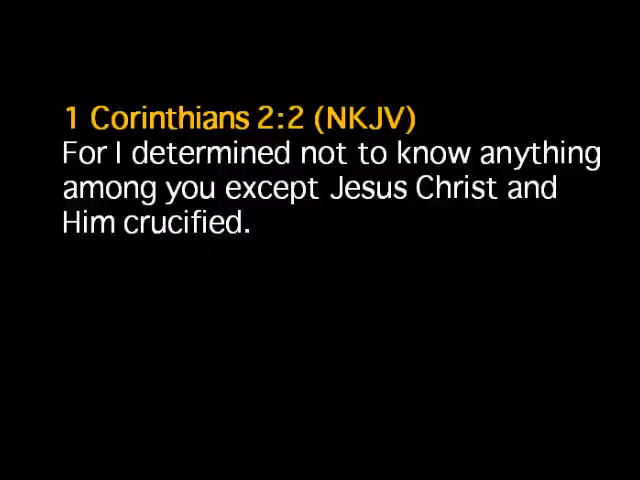 1 Corinthians 2:2 (NKJV)
For I determined not to know anything
among you except Jesus Christ and
Him crucified.